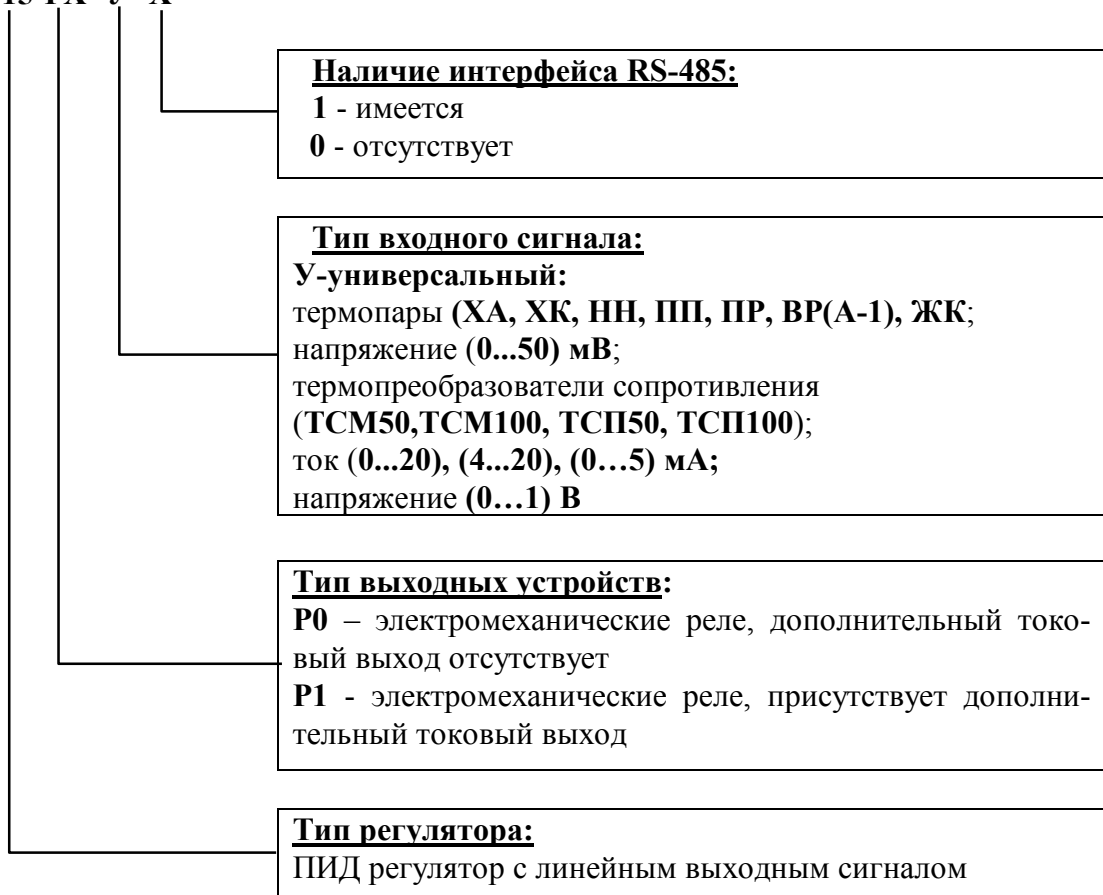 Наличие интерфейса RS-485:
1 - имеется
0 - отсутствует
Тип входного сигнала:
У-универсальный:
термопары (ХА, ХК, НН, ПП, ПР, ВР(А-1), ЖК;
напряжение (0...50) мВ;
термопреобразователи сопротивления
(ТСМ50,ТСМ100, ТСП50, ТСП100);
ток (0...20), (4...20), (0…5) мА;
напряжение (0…1) В
Тип выходных устройств:
Р0 – электромеханические реле, дополнительный токо-
вый выход отсутствует
Р1 - электромеханические реле, присутствует дополни-
тельный токовый выход
Тип регулятора:
ПИД регулятор с линейным выходным сигналом